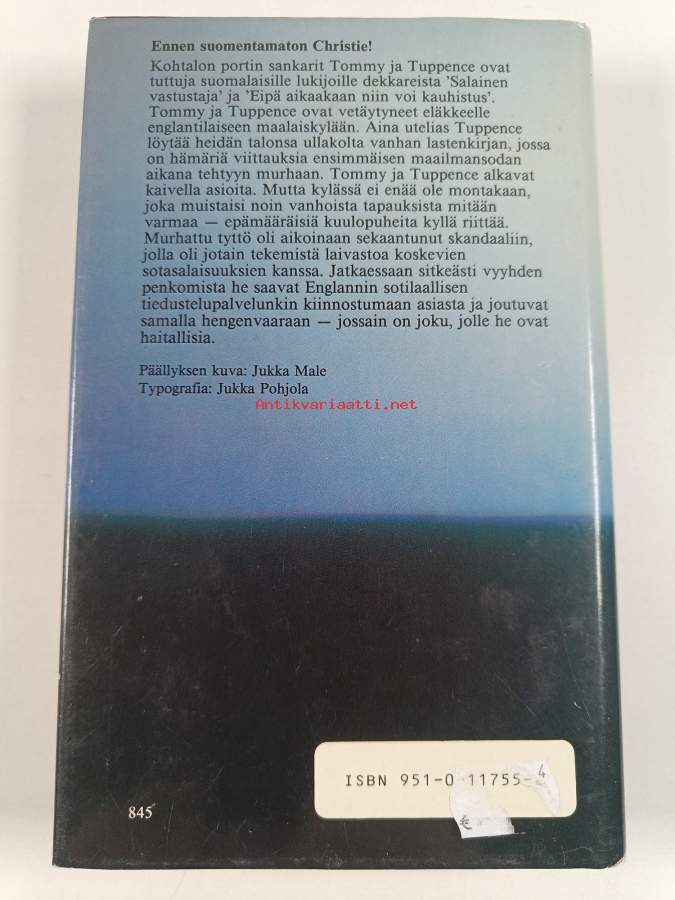 Ennen suomentamaton Christie!
Kohtalon portin sankarit Tommy ja Tuppence ovat
tuttuja suomalaisille lukijoille dekkareista 'Salainen
vastustaja' ja 'Eipä aikaakaan niin voi kauhistus'.
Tommy ja Tuppence ovat vetäytyneet eläkkeelle
englantilaiseen maalaiskylään. Aina utelias Tuppence
löytää heidän talonsa ullakolta vanhan lastenkirjan, jossa
on hämäriä viittauksia ensimmäisen maailmansodan
aikana tehtyyn murhaan. Tommy ja Tuppence alkavat
kaivella asioita. Mutta kylässä ei enää ole montakaan,
joka muistaisi noin vanhoista tapauksista mitään
varmaa — epämääräisiä kuulopuheita kyllä riittää.
Murhattu tyttö oli aikoinaan sekaantunut skandaaliin,
jolla oli jotain tekemistä laivastoa koskevien
sotasalaisuuksien kanssa. Jatkaessaan sitkeästi vyyhden
penkomista he saavat Englannin sotilaallisen
tiedustelupalvelunkin kiinnostumaan asiasta ja joutuvat
samalla hengenvaaraan — jossain on joku, jolle he ovat
haitallisia.
Päällyksen kuva: Jukka Male
Typografia: Jukka Pohjola
Antikvariaatti.net
ISBN 951-0-11755-
4
€
845